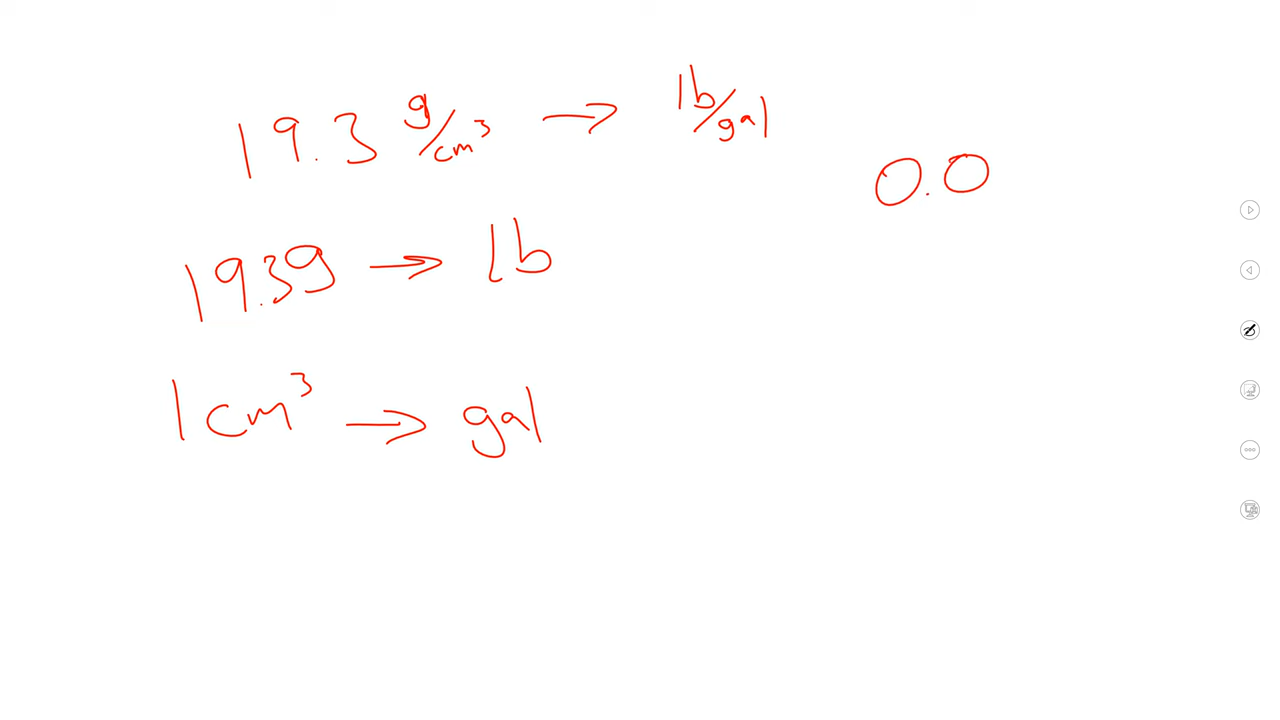 19.3 g/cm³ → lb/gal
0.0
19.3g → lb
1 cm³ → gal